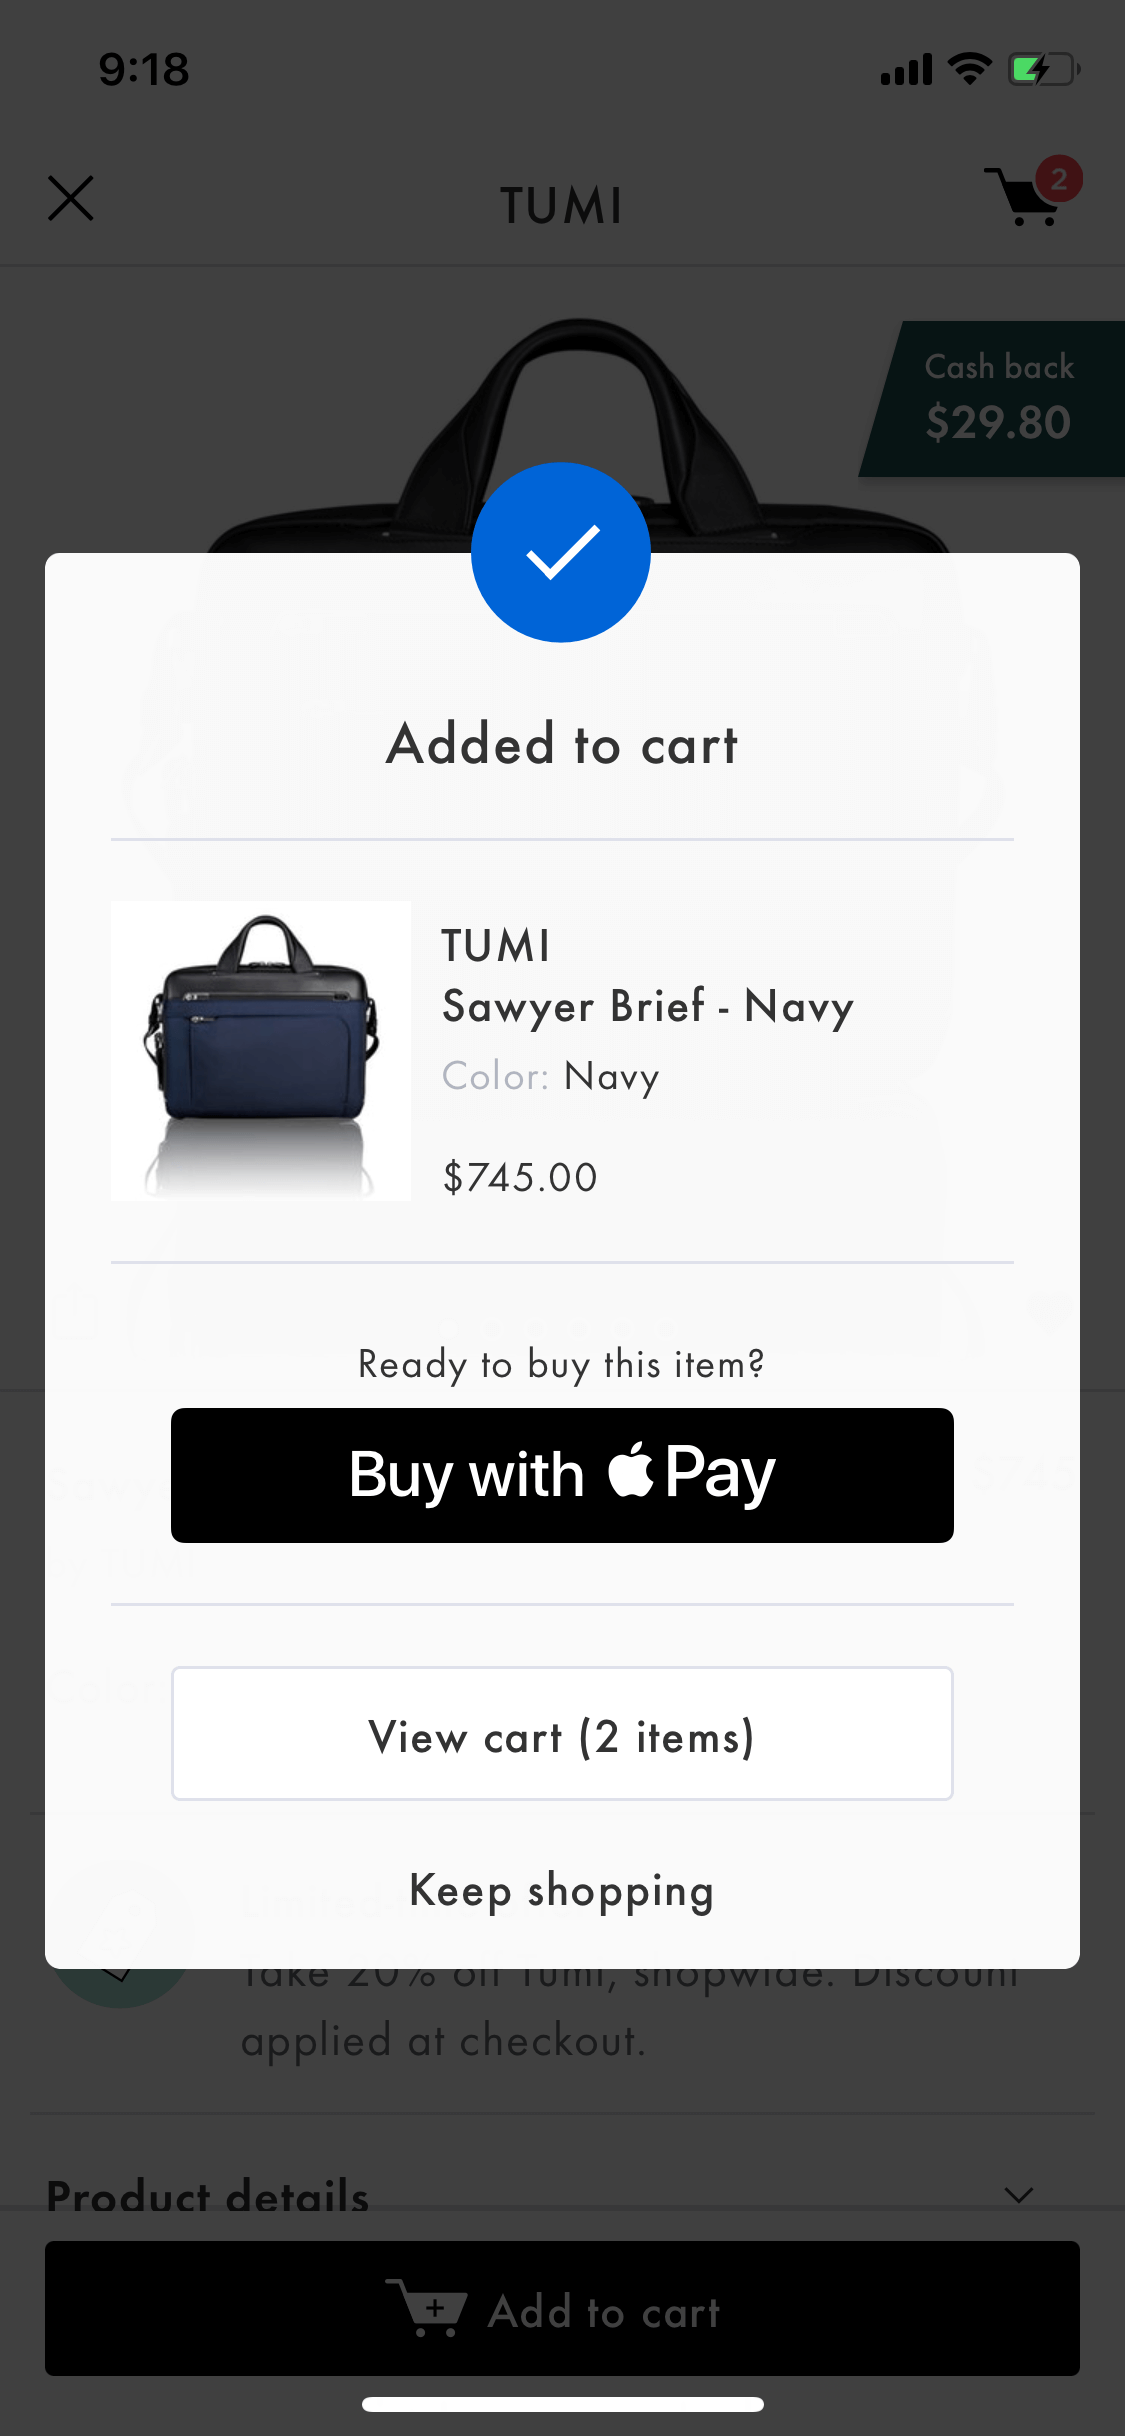 9:18
TUMI
2
Cash back
$29.80
Added to cart
TUMI
Sawyer Brief - Navy
Color: Navy
$745.00
Ready to buy this item?
Buy with Pay
View cart (2 items)
Keep shopping
Take 20% off Tumi, shopwide. Discount
applied at checkout.
Product details
Add to cart